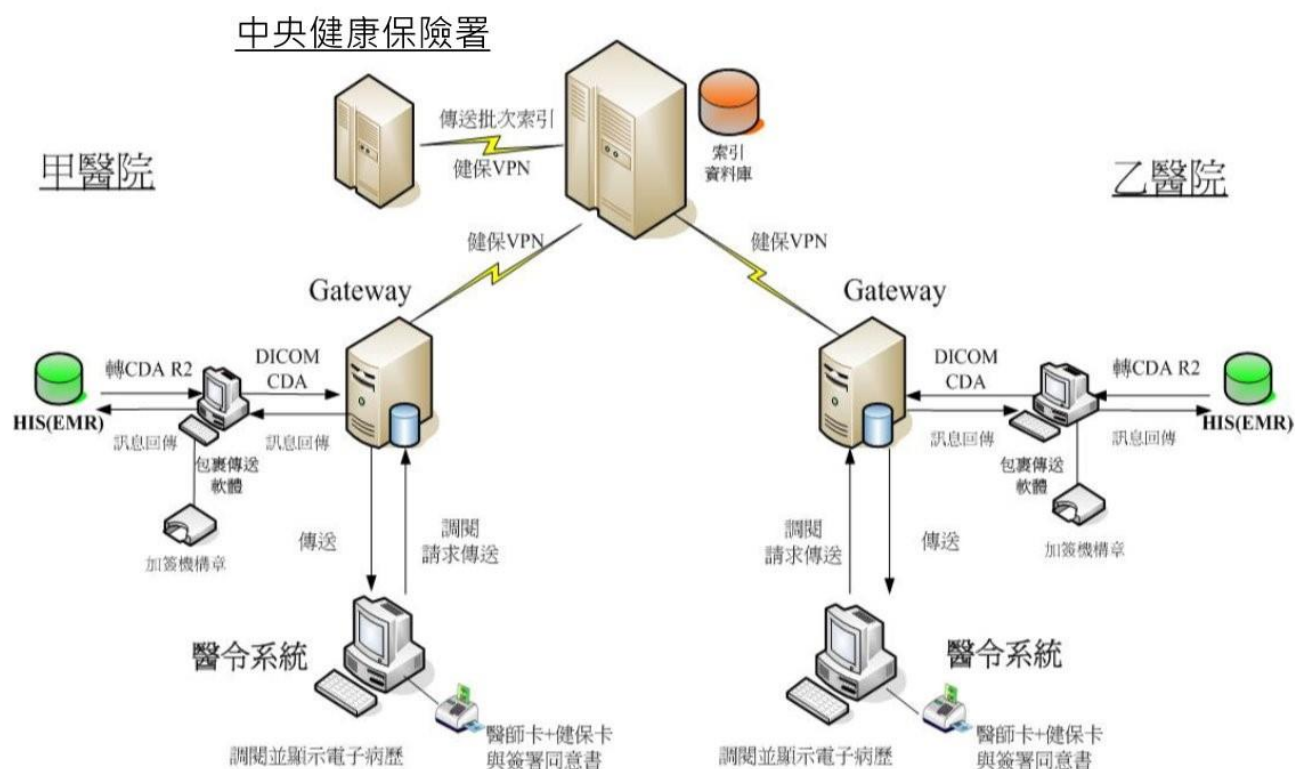 中央健康保險署
傳送批次索引
健保VPN
索引
資料庫
甲醫院
乙醫院
健保VPN
健保VPN
Gateway
Gateway
轉CDA R2
DICOM
CDA
HIS(EMR)
訊息回傳
訊息回傳
包裹傳送
軟體
加簽機構章
傳送
調閱
請求傳送
醫令系統
調閱並顯示電子病歷
醫師卡+健保卡
與簽署同意書
DICOM
CDA
轉CDA R2
HIS(EMR)
訊息回傳
訊息回傳
包裹傳送
軟體
加簽機構章
調閱
請求傳送
傳送
醫令系統
調閱並顯示電子病歷
醫師卡+健保卡
與簽署同意書